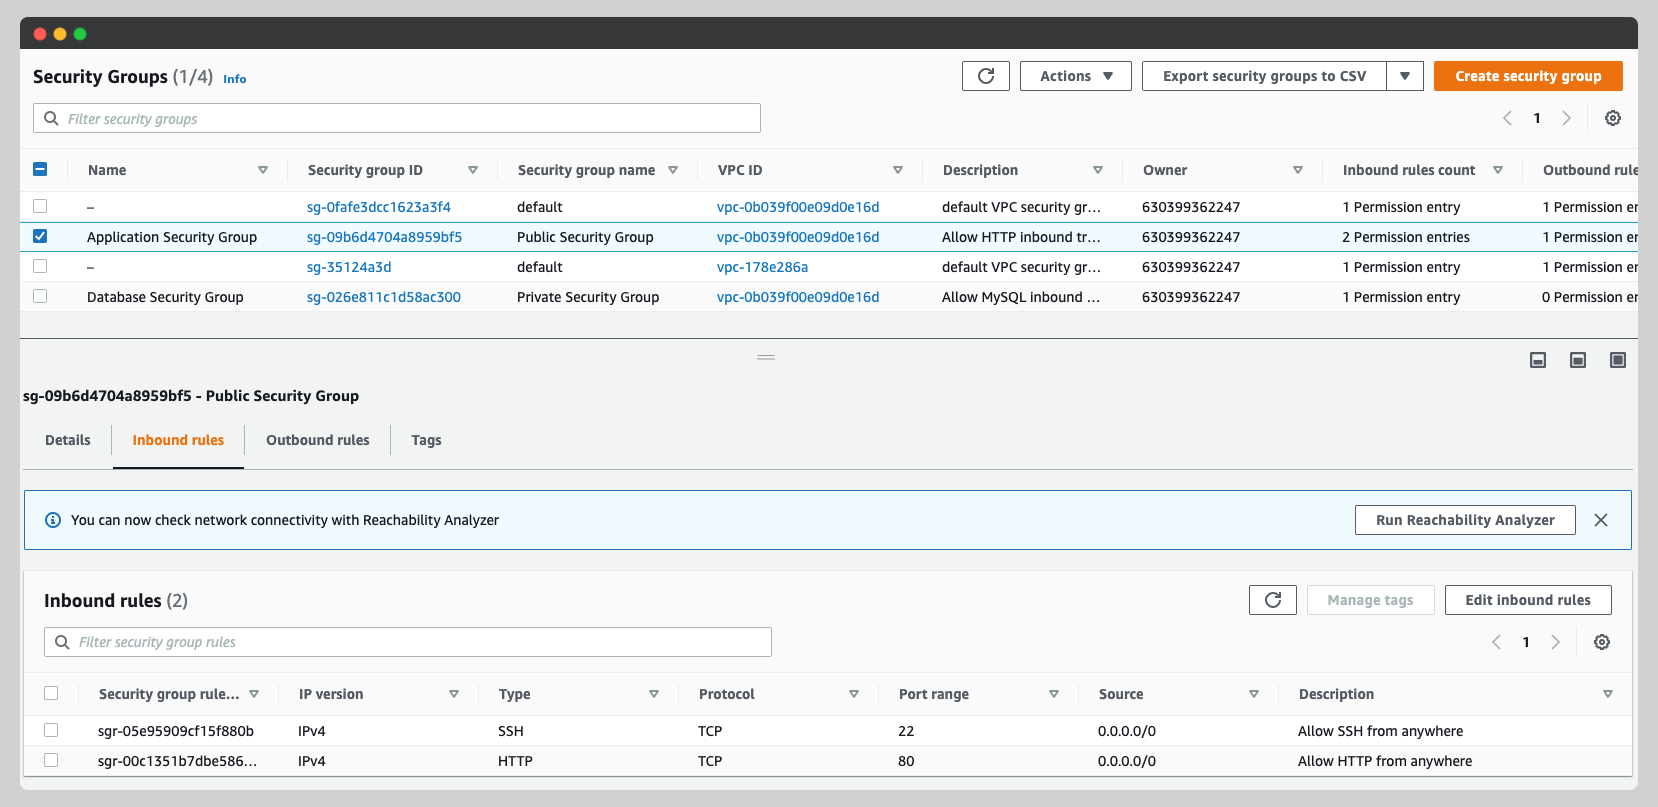 Security Groups (1/4) Info
Actions ▼ Export security groups to CSV ▼ Create security group
Filter security groups
1
Name Security group ID Security group name VPC ID Description Owner Inbound rules count Outbound rule
– sg-0fafe3dcc1623a3f4 default vpc-0b039f00e09d0e16d default VPC security gr... 630399362247 1 Permission entry 1 Permission er
Application Security Group sg-09b6d4704a8959bf5 Public Security Group vpc-0b039f00e09d0e16d Allow HTTP inbound tr... 630399362247 2 Permission entries 1 Permission er
– sg-35124a3d default vpc-178e286a default VPC security gr... 630399362247 1 Permission entry 1 Permission er
Database Security Group sg-026e811c1d58ac300 Private Security Group vpc-0b039f00e09d0e16d Allow MySQL inbound ... 630399362247 1 Permission entry 0 Permission er
sg-09b6d4704a8959bf5 - Public Security Group
Details Inbound rules Outbound rules Tags
You can now check network connectivity with Reachability Analyzer Run Reachability Analyzer
Inbound rules (2) Manage tags Edit inbound rules
Filter security group rules
1
Security group rule... IP version Type Protocol Port range Source Description
sgr-05e95909cf15f880b IPv4 SSH TCP 22 0.0.0.0/0 Allow SSH from anywhere
sgr-00c1351b7dbe586... IPv4 HTTP TCP 80 0.0.0.0/0 Allow HTTP from anywhere